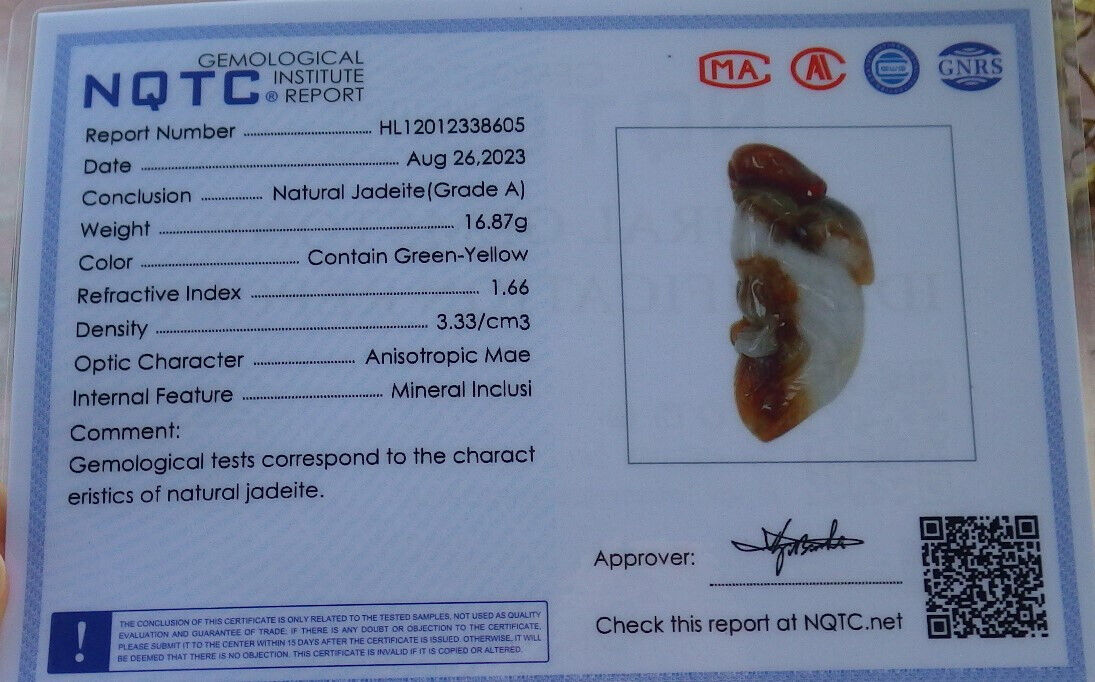 GEMOLOGICAL
NQTC® INSTITUTE
REPORT
Report Number ........ HL12012338605
Date ........ Aug 26,2023
Conclusion ........ Natural Jadeite(Grade A)
Weight ........ 16.87g
Color ........ Contain Green-Yellow
Refractive Index ........ 1.66
Density ........ 3.33/cm3
Optic Character ........ Anisotropic Mae
Internal Feature ........ Mineral Inclusi
Comment:
Gemological tests correspond to the charact
eristics of natural jadeite.
! THE CONCLUSION OF THIS CERTIFICATE IS ONLY RELATED TO THE TESTED SAMPLES, NOT USED AS QUALITY
EVALUATION AND GUARANTEE OF TRADE: IF THERE IS ANY DOUBT OR OBJECTION TO THE CERTIFICATE,
PLEASE SUBMIT IT TO THE CENTER WITHIN 15 DAYS AFTER THE CERTIFICATE IS ISSUED. OTHERWISE, IT WILL
BE DEEMED THAT THERE IS NO OBJECTION. THIS CERTIFICATE IS INVALID IF IT IS COPIED OR ALTERED.
MA AL GNRS
Approver:
Check this report at NQTC.net